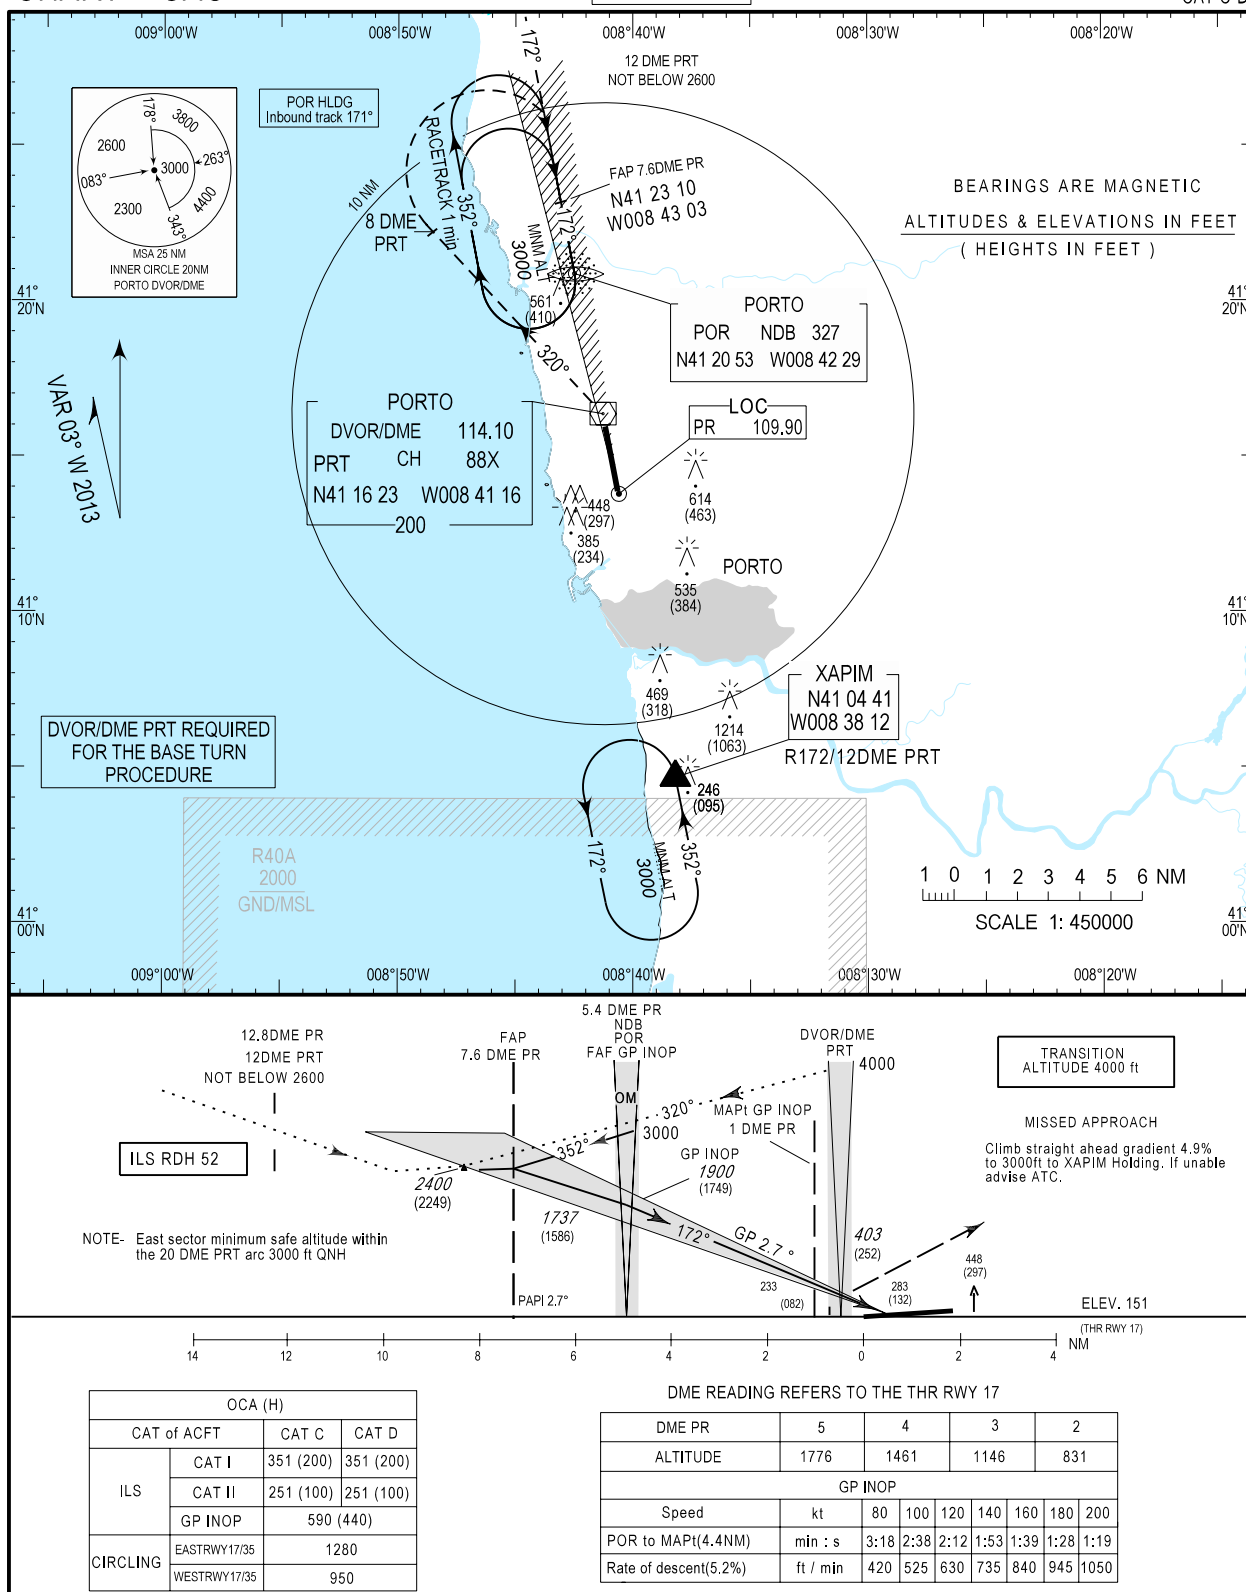 009°00'W
008°50'W
008°40'W
008°30'W
008°20'W
172°
12 DME PRT
NOT BELOW 2600
POR HLDG
Inbound track 171°
178°
3800
2600
263°
3000
083°
2300
4400
343°
MSA 25 NM
INNER CIRCLE 20NM
PORTO DVOR/DME
RACETRACK 1 min
10 NM
8 DME
PRT
352°
172°
MNM ALT
3000
FAP 7.6DME PR
N41 23 10
W008 43 03
BEARINGS ARE MAGNETIC
ALTITUDES & ELEVATIONS IN FEET
( HEIGHTS IN FEET )
41°
20'N
41°
20'N
561
(410)
320°
PORTO
POR NDB 327
N41 20 53 W008 42 29
VAR 03° W 2013
PORTO
DVOR/DME 114.10
PRT CH 88X
N41 16 23 W008 41 16
200
LOC
PR 109.90
614
(463)
448
(297)
385
(234)
535
(384)
PORTO
41°
10'N
41°
10'N
469
(318)
1214
(1063)
XAPIM
N41 04 41
W008 38 12
R172/12DME PRT
246
(095)
DVOR/DME PRT REQUIRED
FOR THE BASE TURN
PROCEDURE
172°
352°
MNM ALT
3000
R40A
2000
GND/MSL
1 0 1 2 3 4 5 6 NM
SCALE 1: 450000
41°
00'N
41°
00'N
009°00'W
008°50'W
008°40'W
008°30'W
008°20'W
12.8DME PR
12DME PRT
NOT BELOW 2600
FAP
7.6 DME PR
5.4 DME PR
NDB
POR
FAF GP INOP
OM
DVOR/DME
PRT
4000
TRANSITION
ALTITUDE 4000 ft
320°
3000
352°
MAPt GP INOP
1 DME PR
MISSED APPROACH
Climb straight ahead gradient 4.9%
to 3000ft to XAPIM Holding. If unable
advise ATC.
ILS RDH 52
GP INOP
1900
(1749)
2400
(2249)
1737
(1586)
172°
GP 2.7 °
403
(252)
NOTE- East sector minimum safe altitude within
the 20 DME PRT arc 3000 ft QNH
448
(297)
233
(082)
283
(132)
PAPI 2.7°
ELEV. 151
(THR RWY 17)
14 12 10 8 6 4 2 0 2 4 NM
OCA (H)
CAT of ACFT CAT C CAT D
ILS
CAT I 351 (200) 351 (200)
CAT II 251 (100) 251 (100)
GP INOP 590 (440)
CIRCLING
EASTRWY17/35 1280
WESTRWY17/35 950
DME READING REFERS TO THE THR RWY 17
DME PR 5 4 3 2
ALTITUDE 1776 1461 1146 831
GP INOP
Speed kt 80 100 120 140 160 180 200
POR to MAPt(4.4NM) min : s 3:18 2:38 2:12 1:53 1:39 1:28 1:19
Rate of descent(5.2%) ft / min 420 525 630 735 840 945 1050